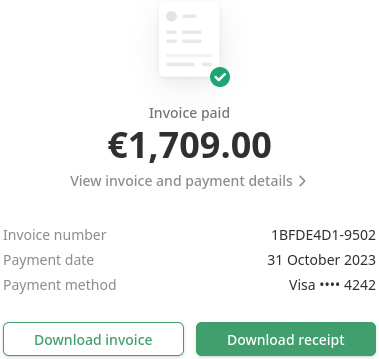 Invoice paid
€1,709.00
View invoice and payment details
Invoice number 1BFDE4D1-9502
Payment date 31 October 2023
Payment method Visa •••• 4242
Download invoice Download receipt